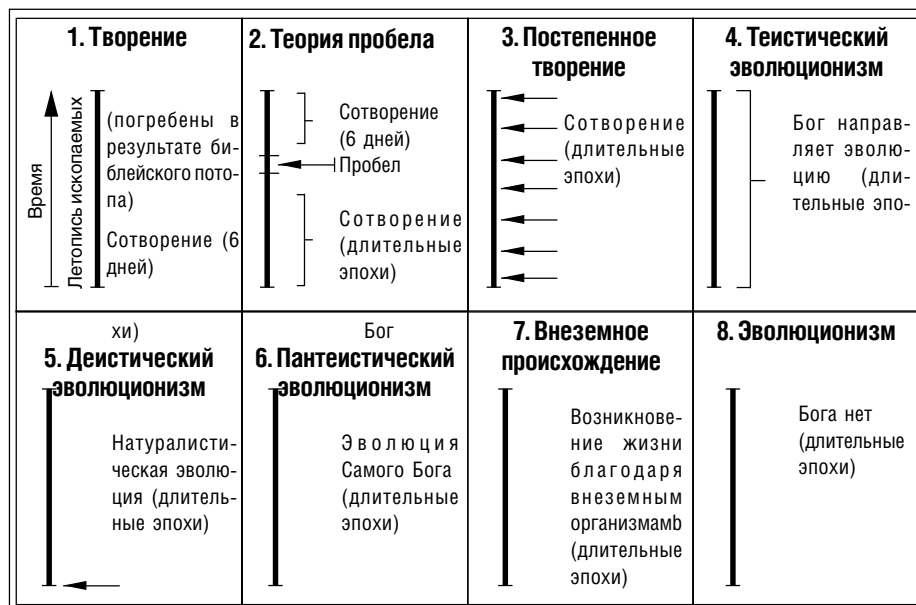 1. Творение
Время
Летопись ископаемых
(погребены в
результате би-
блейского пото-
па)
Сотворение (6
дней)
2. Теория пробела
Сотворение
(6 дней)
Пробел
Сотворение
(длительные
эпохи)
3. Постепенное
творение
Сотворение
(длительные
эпохи)
4. Теистический
эволюционизм
Бог направ-
ляет эволю-
цию (дли-
тельные эпо-
хи)
5. Деистический
эволюционизм
Натуралисти-
ческая эволю-
ция (длитель-
ные эпохи)
Бог
6. Пантеистический
эволюционизм
Эволюция
Самого Бога
(длительные
эпохи)
7. Внеземное
происхождение
Возникнове-
ние жизни
благодаря
внеземным
организмамb
(длительные
эпохи)
8. Эволюционизм
Бога нет
(длительные
эпохи)